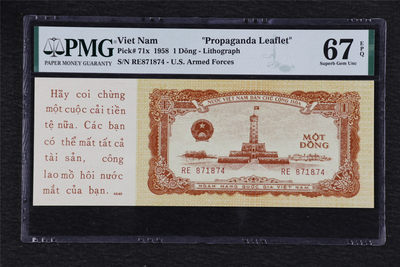 PMG
PAPER MONEY GUARANTY
Viet Nam "Propaganda Leaflet"
Pick# 71x 1958 1 Dông - Lithograph
S/N RE871874 - U.S. Armed Forces
67 EPQ
Superb Gem Unc
Hãy coi chừng
một cuộc cải tiền
tệ nữa. Các bạn
có thể mất tất cả
tài sản, công
lao mồ hôi nước
mắt của bạn.
NƯỚC VIỆT NAM DÂN CHỦ CỘNG HÒA
1
1
MỘT
ĐỒNG
RE 871874
RE 871874
NGÂN HÀNG QUỐC GIA VIỆT NAM